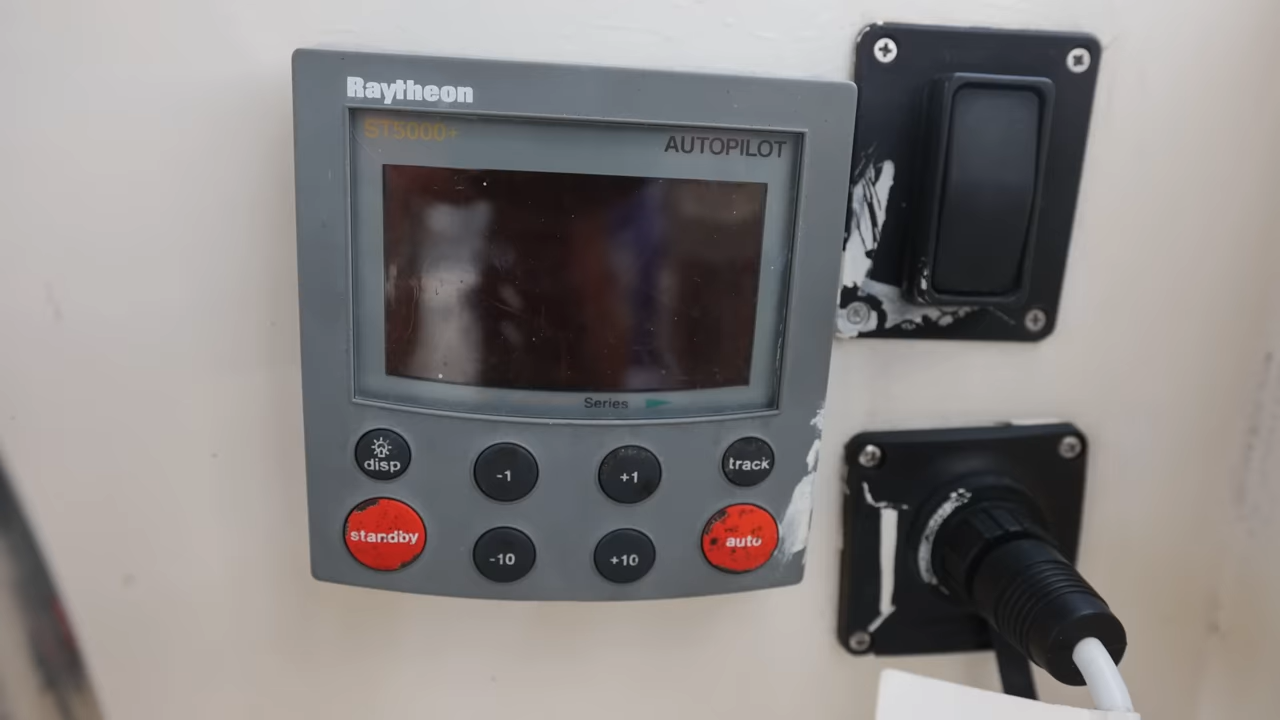 Raytheon
ST5000+
AUTOPILOT
Series
disp
-1
+1
track
standby
-10
+10
auto